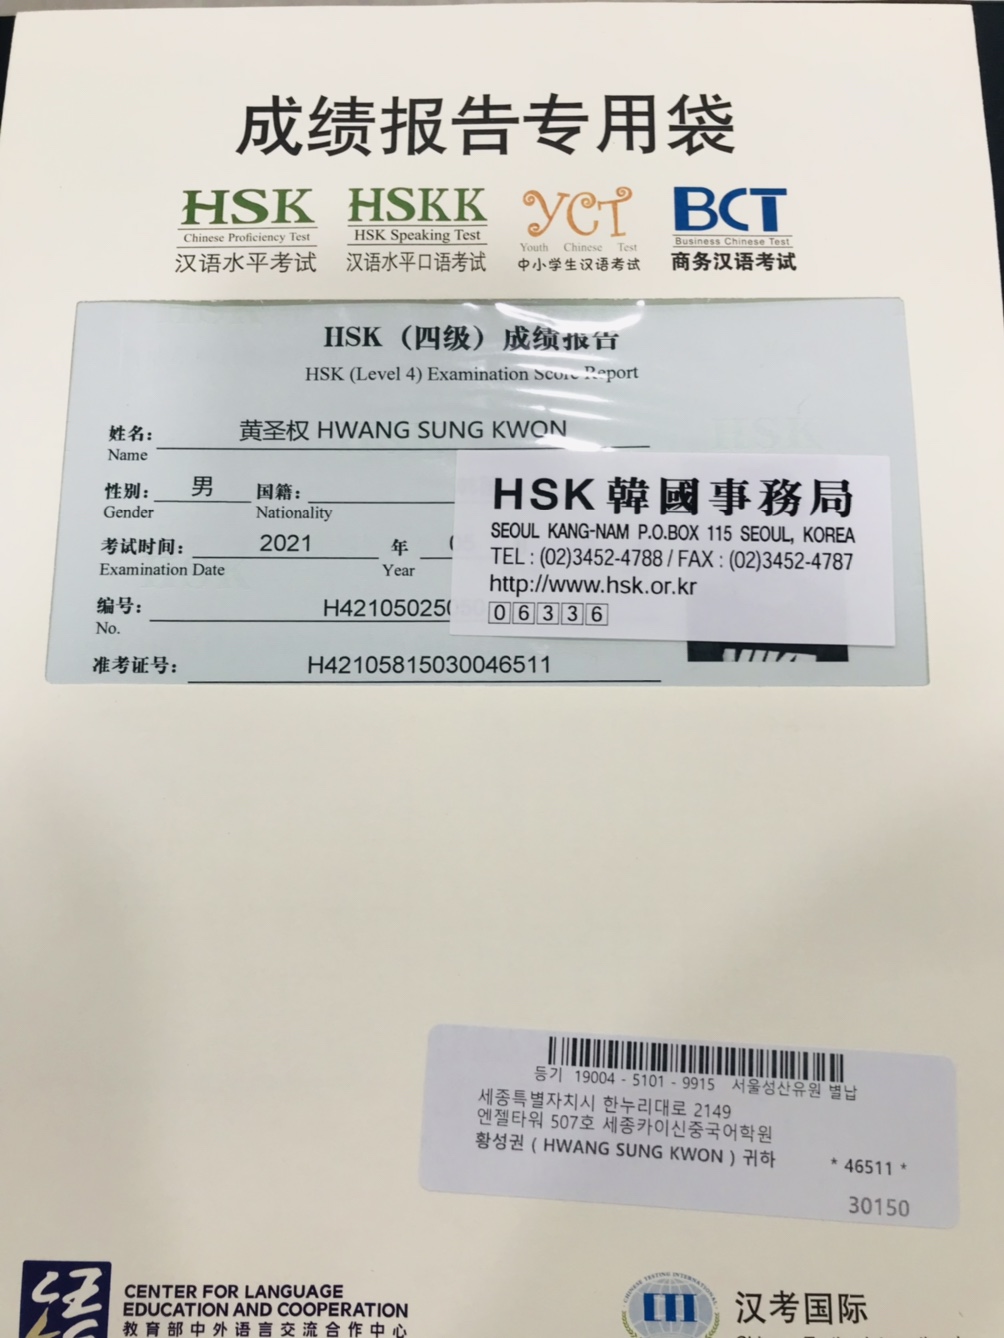 成绩报告专用袋
HSK
Chinese Proficiency Test
汉语水平考试
HSKK
HSK Speaking Test
汉语水平口语考试
YCT
Youth Chinese Test
中小学生汉语考试
BCT
Business Chinese Test
商务汉语考试
HSK（四级）成绩报告
HSK (Level 4) Examination Score Report
姓名: 黄圣权 HWANG SUNG KWON
Name
性别: 男 国籍:
Gender Nationality
考试时间: 2021 年
Examination Date Year
编号: H42105025
No.
准考证号: H42105815030046511
HSK 韓國事務局
SEOUL KANG-NAM P.O.BOX 115 SEOUL, KOREA
TEL : (02)3452-4788 / FAX : (02)3452-4787
http://www.hsk.or.kr
06336
등기 19004 - 5101 - 9915 서울성산유원 별납
세종특별자치시 한누리대로 2149
엔젤타워 507호 세종카이신중국어학원
황성권 ( HWANG SUNG KWON ) 귀하 * 46511 *
30150
CENTER FOR LANGUAGE
EDUCATION AND COOPERATION
教育部中外语言交流合作中心
汉考国际